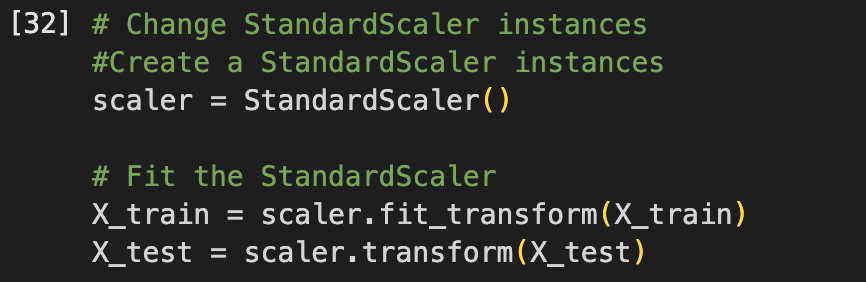 [32] # Change StandardScaler instances
#Create a StandardScaler instances
scaler = StandardScaler()
# Fit the StandardScaler
X_train = scaler.fit_transform(X_train)
X_test = scaler.transform(X_test)